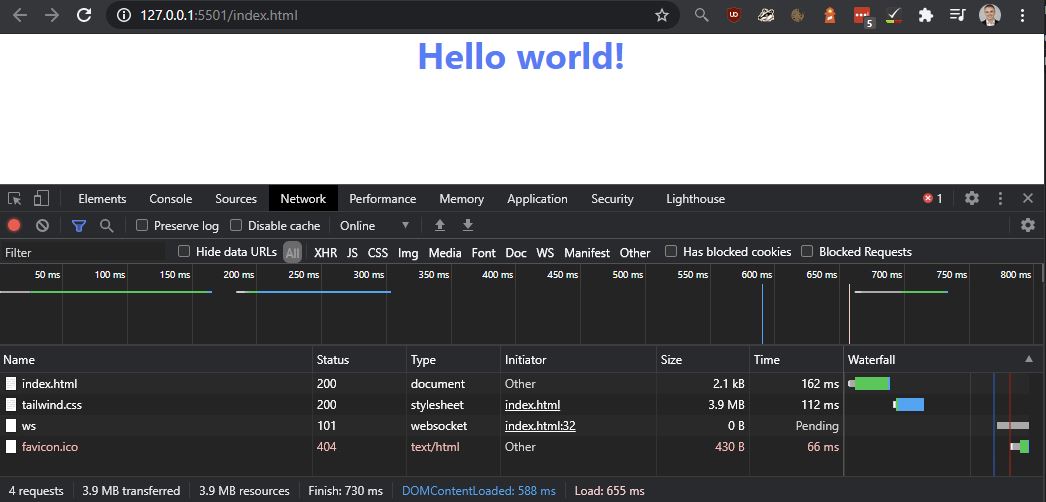 127.0.0.1:5501/index.html
5
Hello world!
Elements Console Sources Network Performance Memory Application Security Lighthouse 1
Preserve log Disable cache Online
Filter Hide data URLs All XHR JS CSS Img Media Font Doc WS Manifest Other Has blocked cookies Blocked Requests
50 ms 100 ms 150 ms 200 ms 250 ms 300 ms 350 ms 400 ms 450 ms 500 ms 550 ms 600 ms 650 ms 700 ms 750 ms 800 ms
Name Status Type Initiator Size Time Waterfall
index.html 200 document Other 2.1 kB 162 ms
tailwind.css 200 stylesheet index.html 3.9 MB 112 ms
ws 101 websocket index.html:32 0 B Pending
favicon.ico 404 text/html Other 430 B 66 ms
4 requests 3.9 MB transferred 3.9 MB resources Finish: 730 ms DOMContentLoaded: 588 ms Load: 655 ms